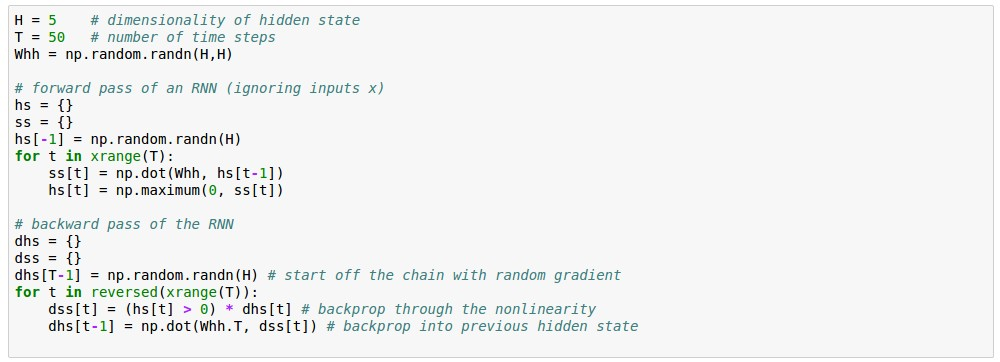 H = 5    # dimensionality of hidden state
T = 50   # number of time steps
Whh = np.random.randn(H,H)

# forward pass of an RNN (ignoring inputs x)
hs = {}
ss = {}
hs[-1] = np.random.randn(H)
for t in xrange(T):
    ss[t] = np.dot(Whh, hs[t-1])
    hs[t] = np.maximum(0, ss[t])

# backward pass of the RNN
dhs = {}
dss = {}
dhs[T-1] = np.random.randn(H) # start off the chain with random gradient
for t in reversed(xrange(T)):
    dss[t] = (hs[t] > 0) * dhs[t] # backprop through the nonlinearity
    dhs[t-1] = np.dot(Whh.T, dss[t]) # backprop into previous hidden state